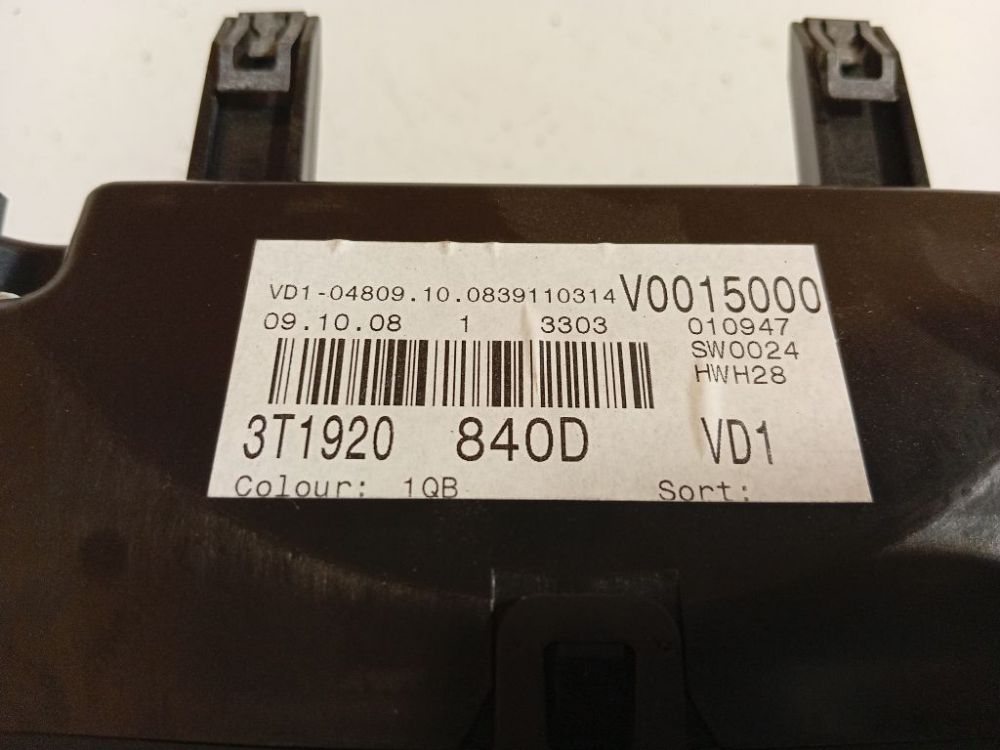 VD1-04809.10.0839110314 V0015000
09.10.08 1 3303 010947
SW0024
HWH28
3T1920 840D VD1
Colour: 1QB Sort: